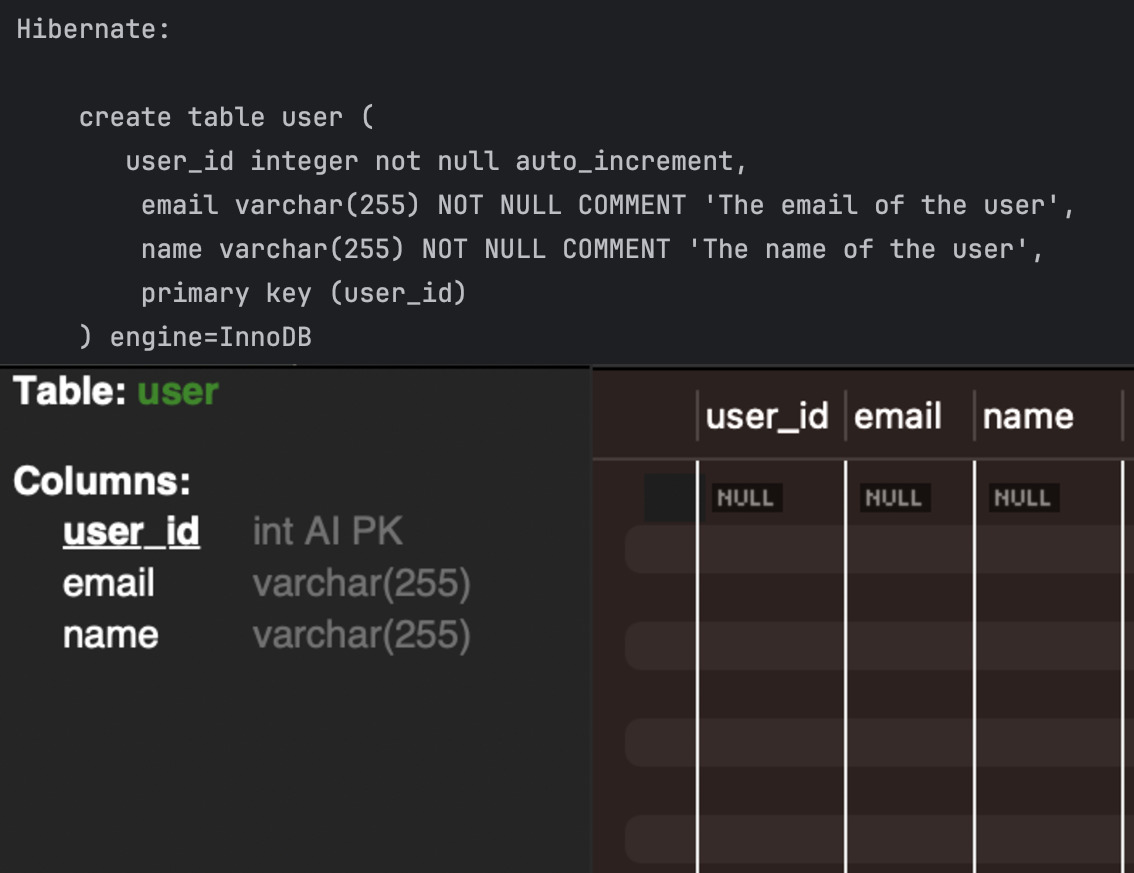 Hibernate:
create table user (
user_id integer not null auto_increment,
email varchar(255) NOT NULL COMMENT 'The email of the user',
name varchar(255) NOT NULL COMMENT 'The name of the user',
primary key (user_id)
) engine=InnoDB
Table: user
Columns:
user_id int AI PK
email varchar(255)
name varchar(255)
user_id email name
NULL NULL NULL